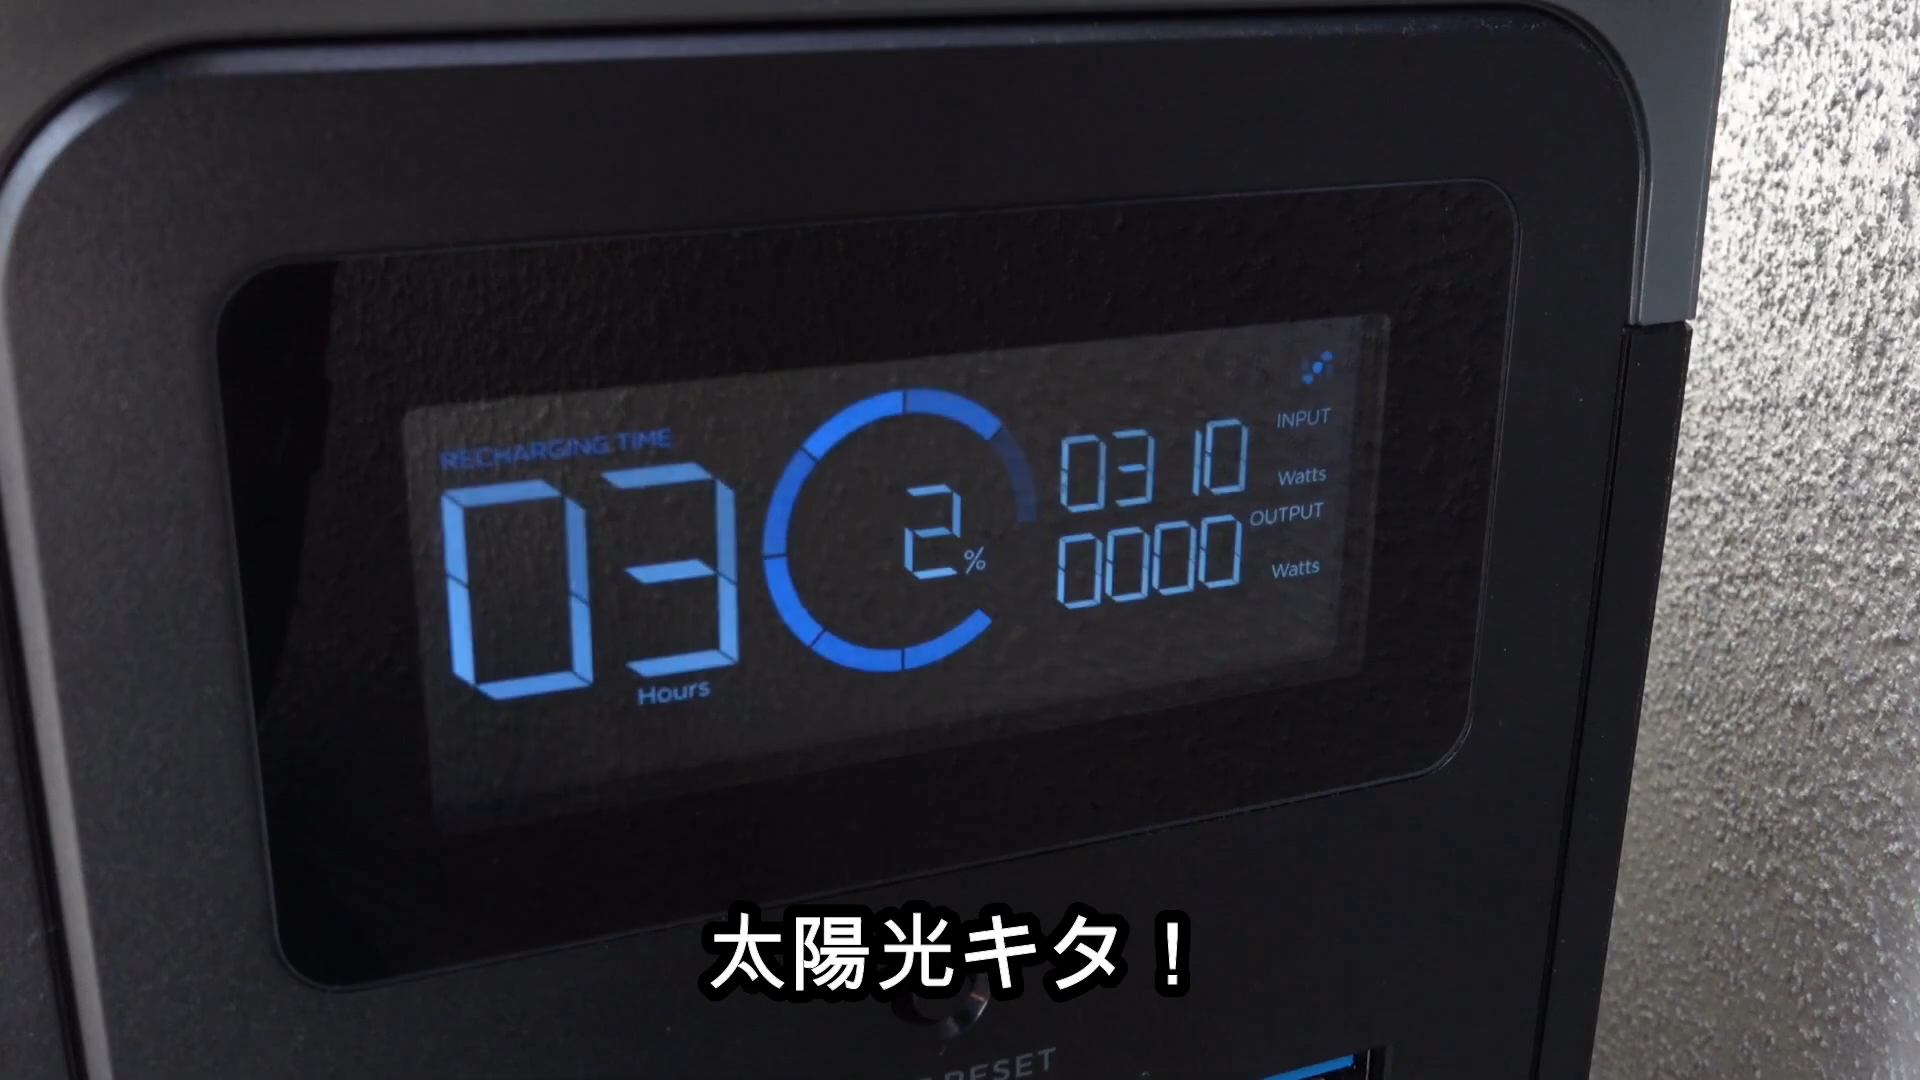 RECHARGING TIME
03
Hours
2%
0310
INPUT
Watts
0000
OUTPUT
Watts
太陽光キタ！
RESET